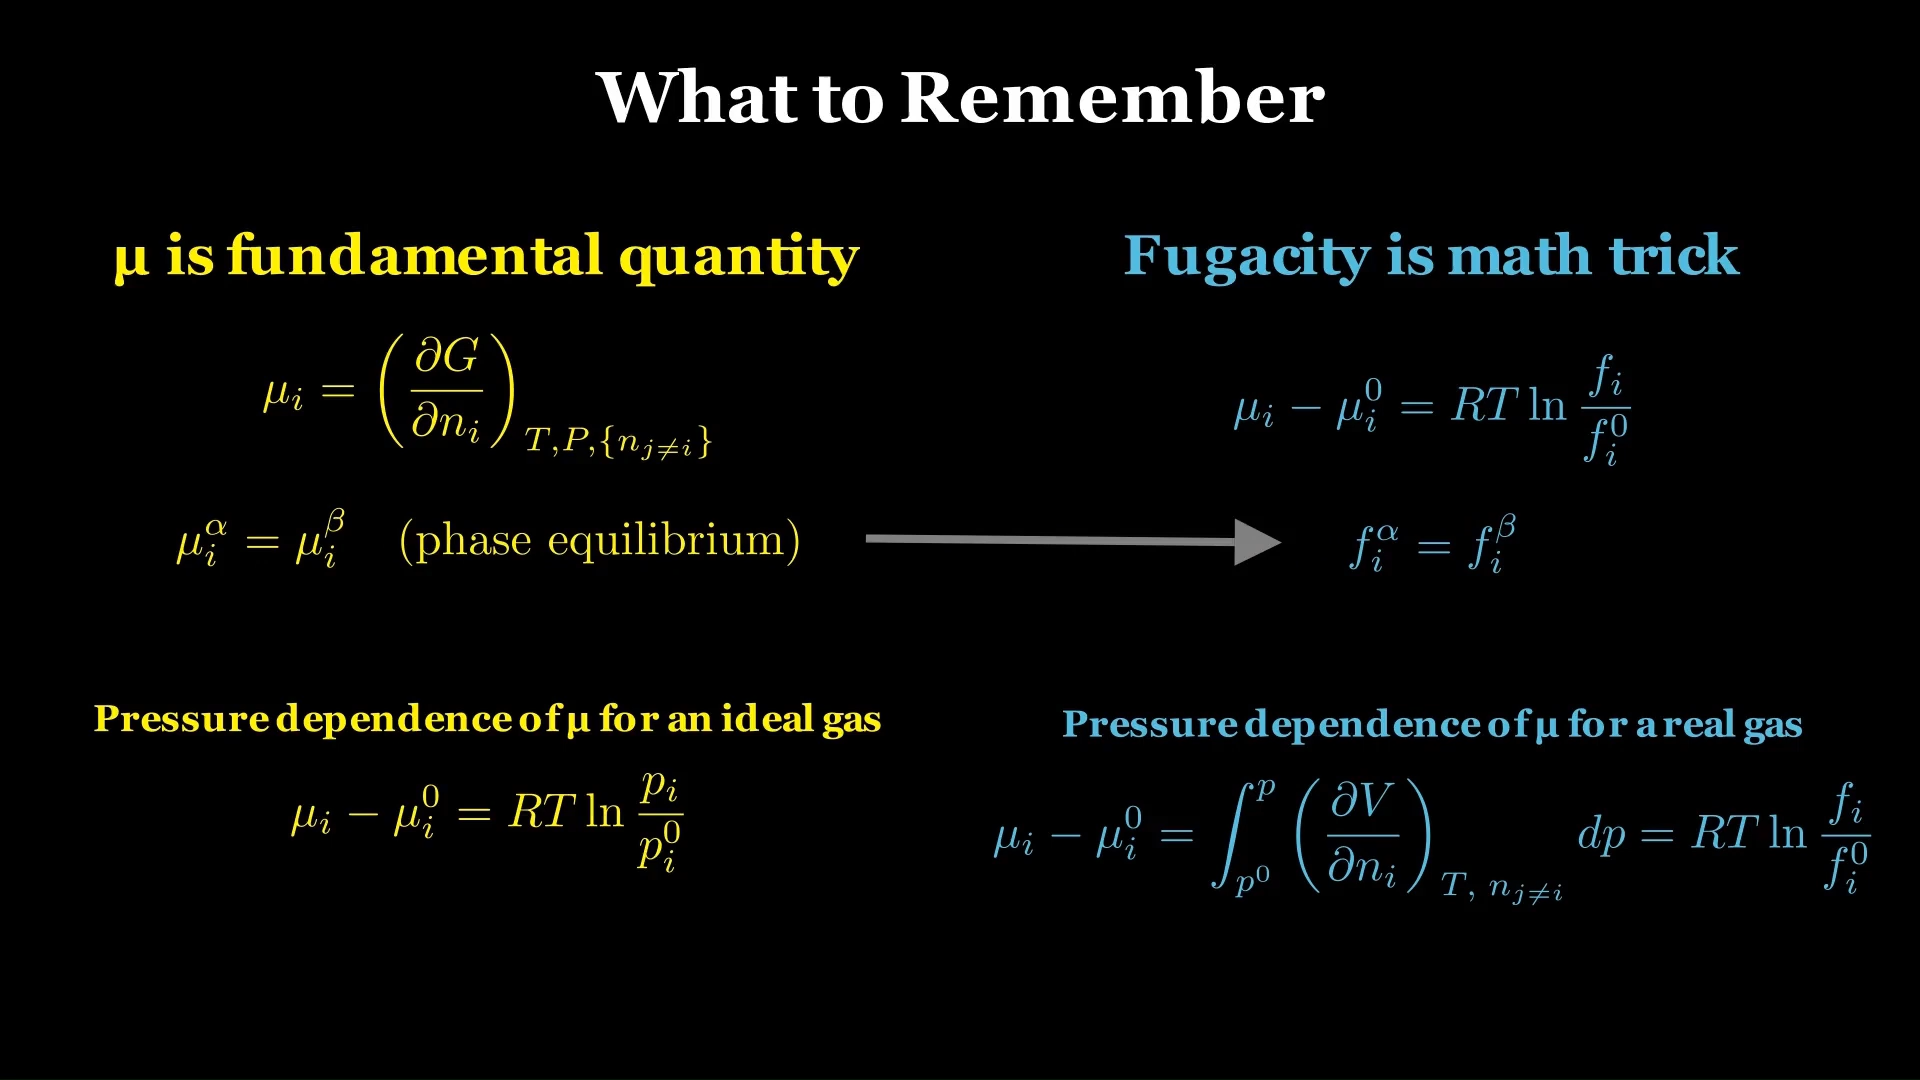 What to Remember
μ is fundamental quantity
$\mu_i = \left( \frac{\partial G}{\partial n_i} \right)_{T,P,\{n_{j \neq i}\}}$
$\mu_i^{\alpha} = \mu_i^{\beta}$ (phase equilibrium)
Pressure dependence of μ for an ideal gas
$\mu_i - \mu_i^0 = RT \ln \frac{p_i}{p_i^0}$
Fugacity is math trick
$\mu_i - \mu_i^0 = RT \ln \frac{f_i}{f_i^0}$
$f_i^{\alpha} = f_i^{\beta}$
Pressure dependence of μ for a real gas
$\mu_i - \mu_i^0 = \int_{p^0}^{p} \left( \frac{\partial V}{\partial n_i} \right)_{T,\ n_{j \neq i}} dp = RT \ln \frac{f_i}{f_i^0}$